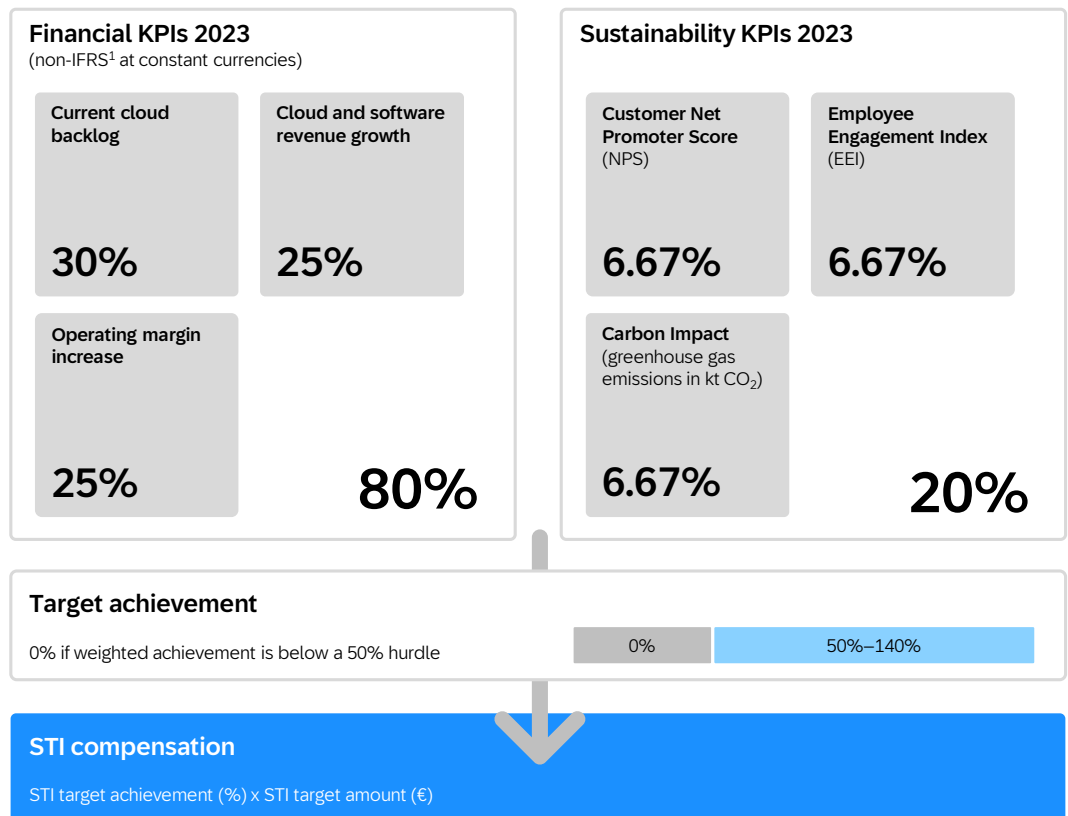 Financial KPIs 2023
(non-IFRS¹ at constant currencies)
Current cloud
backlog
30%
Cloud and software
revenue growth
25%
Operating margin
increase
25%
80%
Sustainability KPIs 2023
Customer Net
Promoter Score
(NPS)
6.67%
Employee
Engagement Index
(EEI)
6.67%
Carbon Impact
(greenhouse gas
emissions in kt CO₂)
6.67%
20%
Target achievement
0% if weighted achievement is below a 50% hurdle
0%
50%–140%
STI compensation
STI target achievement (%) x STI target amount (€)